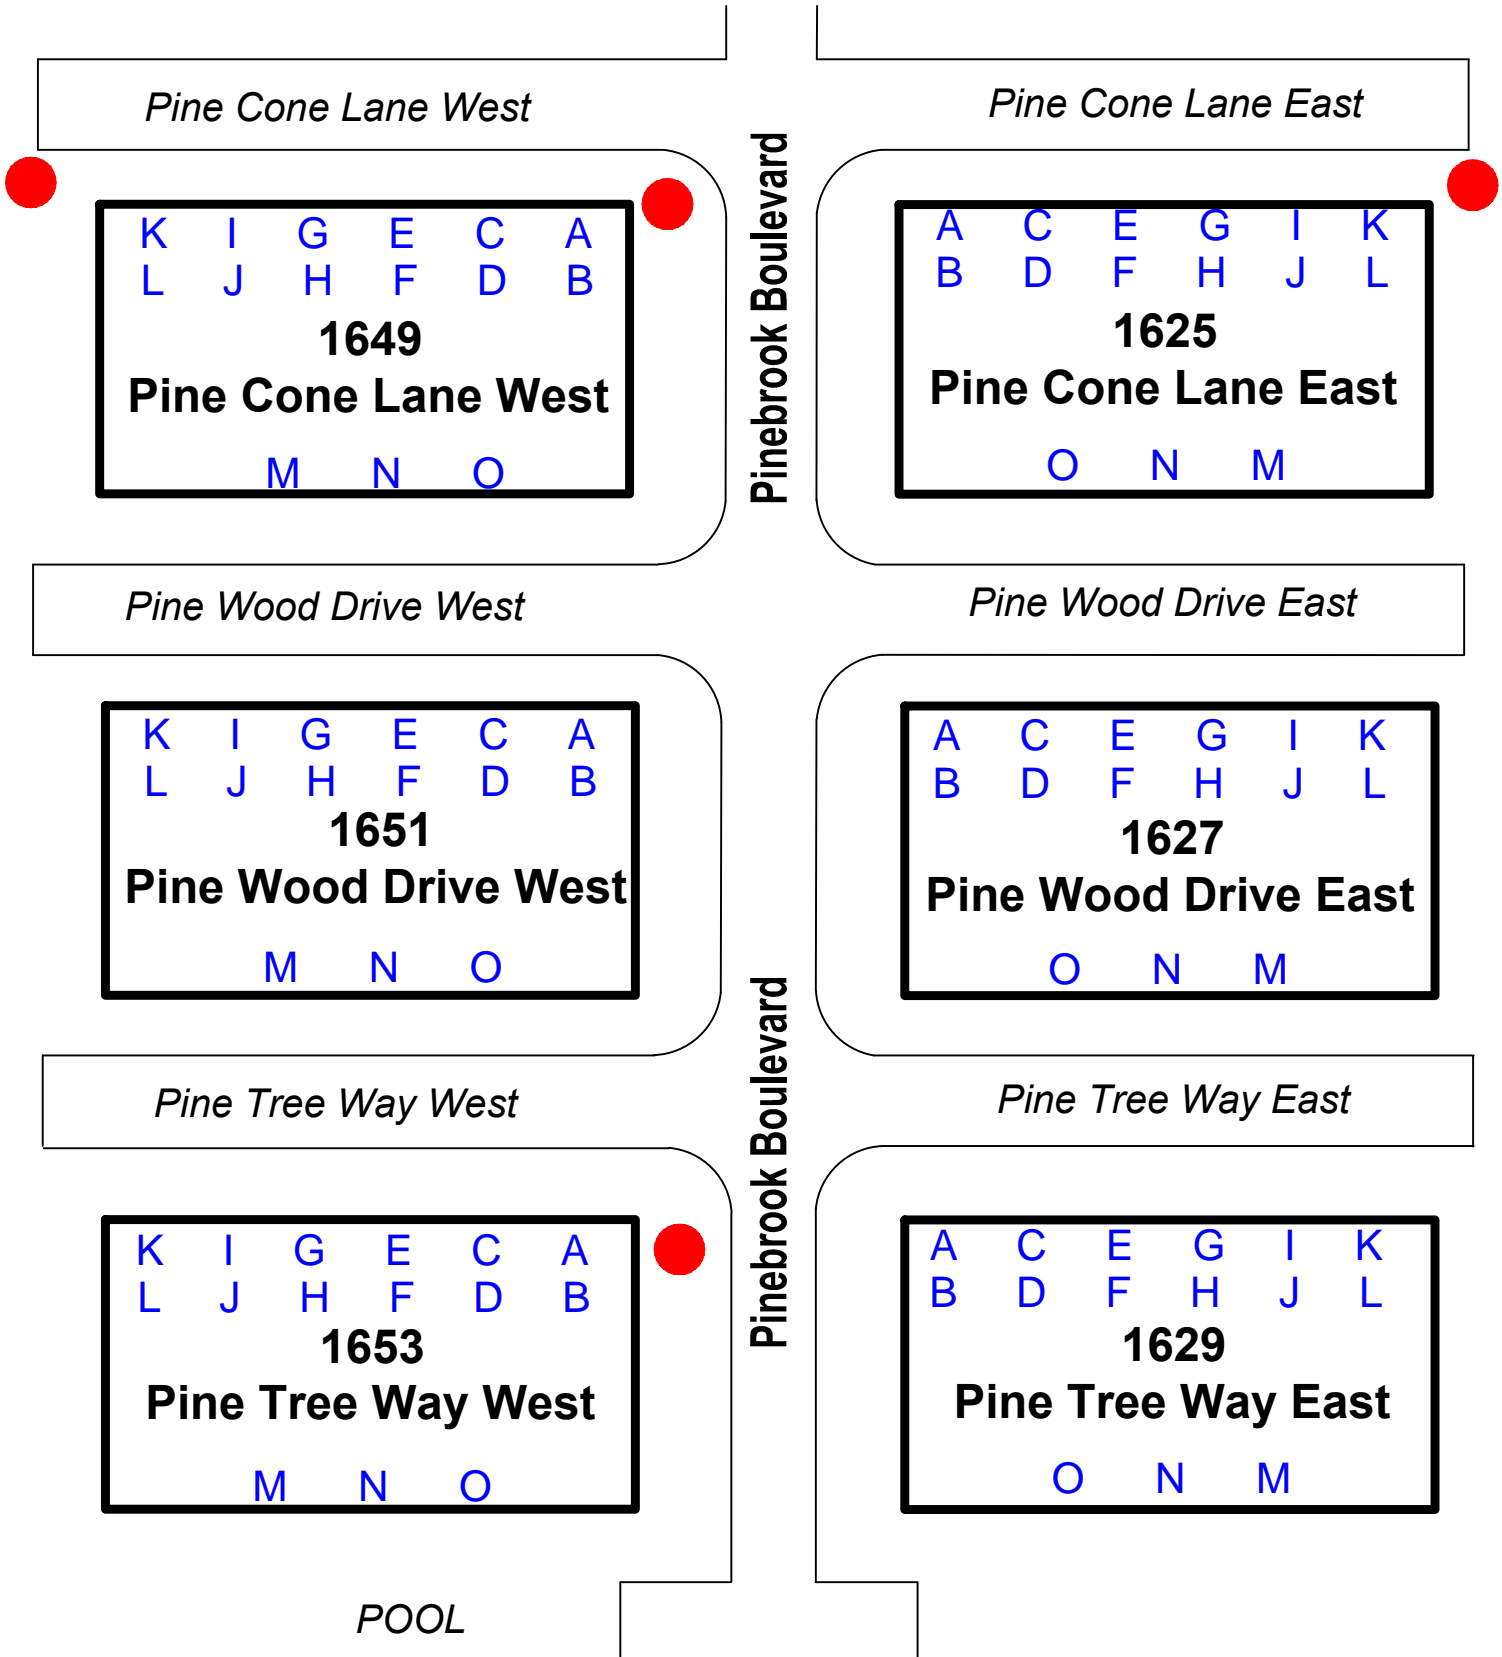 Pine Cone Lane West
Pine Cone Lane East
Pinebrook Boulevard
K I G E C A
L J H F D B
1649
Pine Cone Lane West
M N O
A C E G I K
B D F H J L
1625
Pine Cone Lane East
O N M
Pine Wood Drive West
Pine Wood Drive East
K I G E C A
L J H F D B
1651
Pine Wood Drive West
M N O
A C E G I K
B D F H J L
1627
Pine Wood Drive East
O N M
Pinebrook Boulevard
Pine Tree Way West
Pine Tree Way East
K I G E C A
L J H F D B
1653
Pine Tree Way West
M N O
A C E G I K
B D F H J L
1629
Pine Tree Way East
O N M
POOL